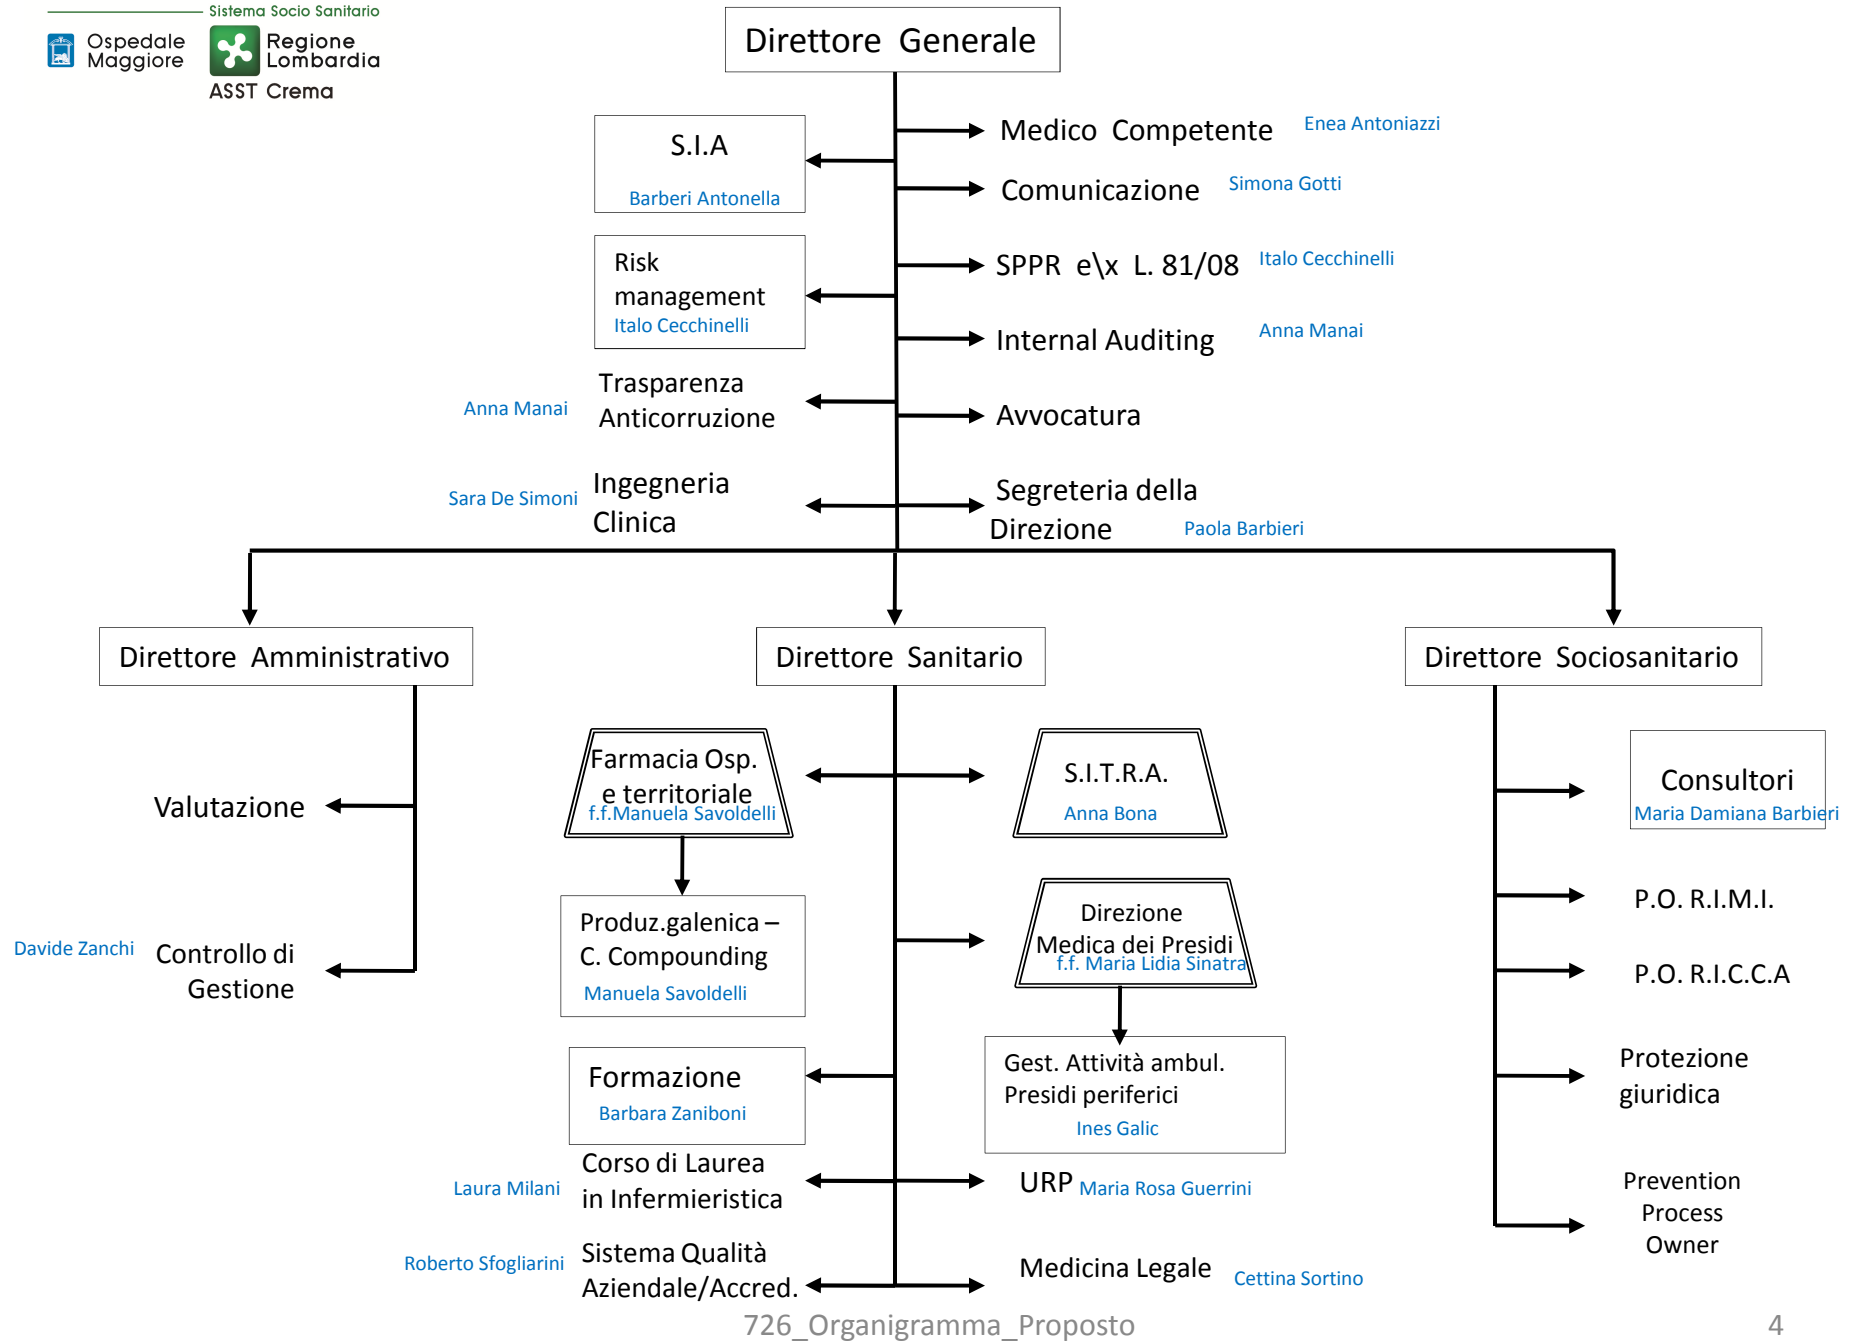 Sistema Socio Sanitario
Ospedale
Maggiore
Regione
Lombardia
ASST Crema
Direttore Generale
S.I.A
Barberi Antonella
Medico Competente
Enea Antoniazzi
Comunicazione
Simona Gotti
Risk
management
Italo Cecchinelli
SPPR e\x L. 81/08
Italo Cecchinelli
Internal Auditing
Anna Manai
Anna Manai
Trasparenza
Anticorruzione
Avvocatura
Sara De Simoni
Ingegneria
Clinica
Segreteria della
Direzione
Paola Barbieri
Direttore Amministrativo
Direttore Sanitario
Direttore Sociosanitario
Valutazione
Davide Zanchi
Controllo di
Gestione
Farmacia Osp.
e territoriale
f.f.Manuela Savoldelli
S.I.T.R.A.
Anna Bona
Produz.galenica –
C. Compounding
Manuela Savoldelli
Direzione
Medica dei Presidi
f.f. Maria Lidia Sinatra
Formazione
Barbara Zaniboni
Gest. Attività ambul.
Presidi periferici
Ines Galic
Laura Milani
Corso di Laurea
in Infermieristica
URP
Maria Rosa Guerrini
Roberto Sfogliarini
Sistema Qualità
Aziendale/Accred.
Medicina Legale
Cettina Sortino
Consultori
Maria Damiana Barbieri
P.O. R.I.M.I.
P.O. R.I.C.C.A
Protezione
giuridica
Prevention
Process
Owner
726_Organigramma_Proposto
4